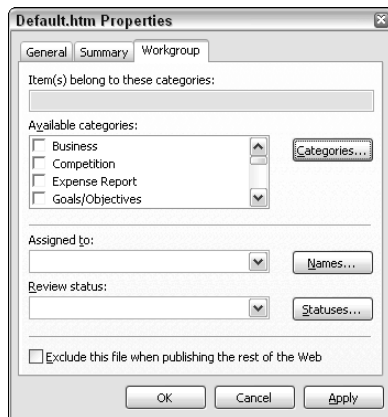 Default.htm Properties
General Summary Workgroup
Item(s) belong to these categories:
Available categories:
Business
Competition
Expense Report
Goals/Objectives
Categories...
Assigned to:
Names...
Review status:
Statuses...
Exclude this file when publishing the rest of the Web
OK Cancel Apply